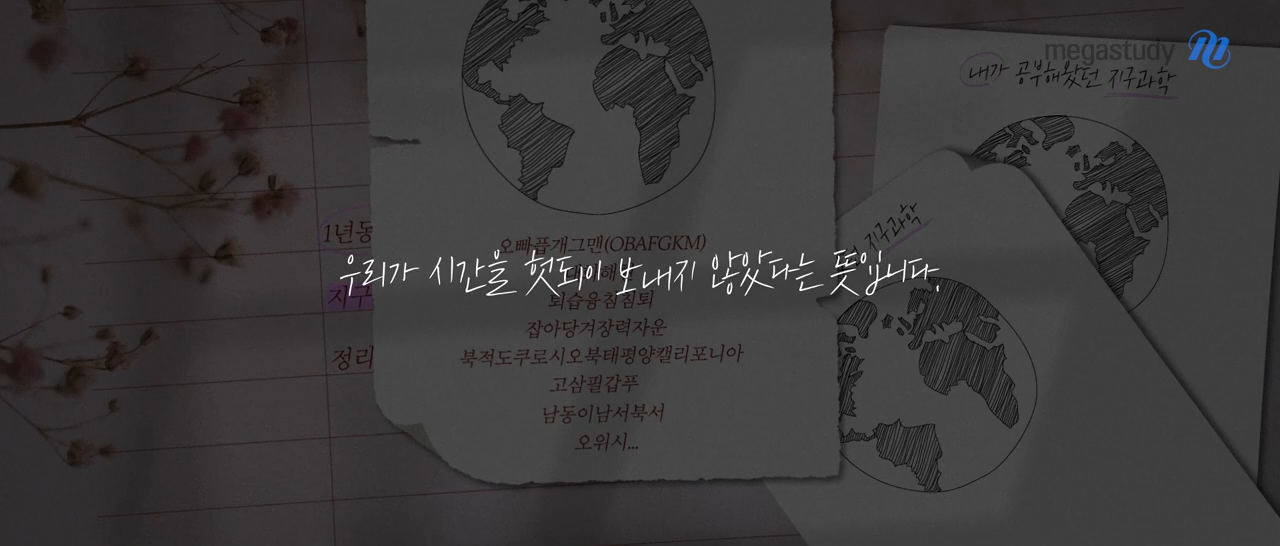 megastudy
내가 공부해왔던 지구과학
지구과학
1년동
오빠픕개그맨(OBAFGKM)
우리가 시간을 헛되이 보내지 않았다는 뜻입니다.
퇴습융침침퇴
잡아당겨장력자운
정리
북적도쿠로시오북태평양캘리포니아
고삼필갑푸
남동이남서북서
오위시...